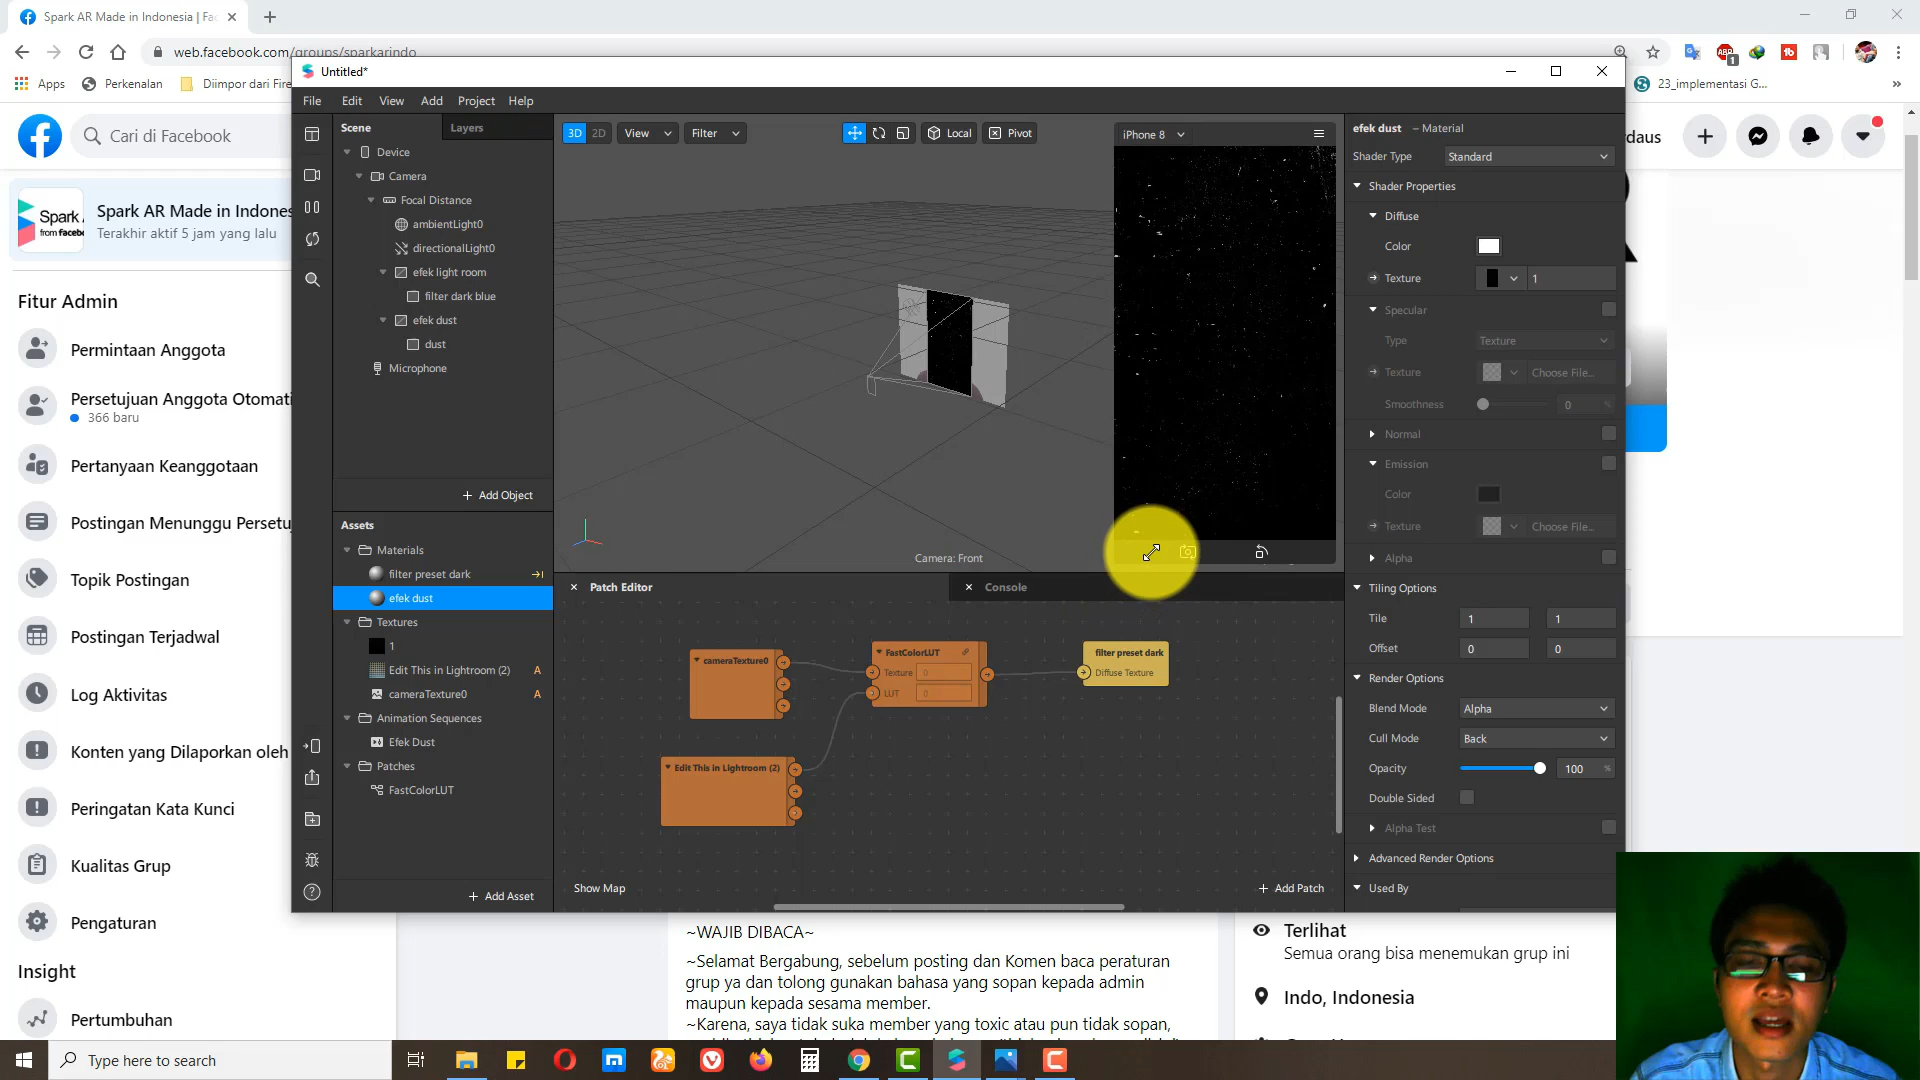 Spark AR Made in Indonesia | Fac
web.facebook.com/groups/sparkarindo
Apps
Perkenalan
Diimpor dari Fire
23_implementasi G...
Cari di Facebook
Spark AR Made in Indones
Terakhir aktif 5 jam yang lalu
Fitur Admin
Permintaan Anggota
Persetujuan Anggota Otomati
366 baru
Pertanyaan Keanggotaan
Postingan Menunggu Persetu
Topik Postingan
Postingan Terjadwal
Log Aktivitas
Konten yang Dilaporkan oleh
Peringatan Kata Kunci
Kualitas Grup
Pengaturan
Insight
Pertumbuhan
Untitled*
File Edit View Add Project Help
Scene Layers
Device
Camera
Focal Distance
ambientLight0
directionalLight0
efek light room
filter dark blue
efek dust
dust
Microphone
+ Add Object
Assets
Materials
filter preset dark
efek dust
Textures
1
Edit This in Lightroom (2) A
cameraTexture0 A
Animation Sequences
Efek Dust
Patches
FastColorLUT
+ Add Asset
3D 2D View Filter Local Pivot
iPhone 8
Camera: Front
Patch Editor
Console
cameraTexture0
FastColorLUT
Texture 0
LUT 0
filter preset dark
Diffuse Texture
Edit This in Lightroom (2)
Show Map
+ Add Patch
efek dust – Material
Shader Type Standard
Shader Properties
Diffuse
Color
Texture 1
Specular
Type Texture
Texture Choose File...
Smoothness 0 %
Normal
Emission
Color
Texture Choose File...
Alpha
Tiling Options
Tile 1 1
Offset 0 0
Render Options
Blend Mode Alpha
Cull Mode Back
Opacity 100 %
Double Sided
Alpha Test
Advanced Render Options
Used By
daus
~WAJIB DIBACA~
~Selamat Bergabung, sebelum posting dan Komen baca peraturan
grup ya dan tolong gunakan bahasa yang sopan kepada admin
maupun kepada sesama member.
~Karena, saya tidak suka member yang toxic atau pun tidak sopan,
Terlihat
Semua orang bisa menemukan grup ini
Indo, Indonesia
Type here to search